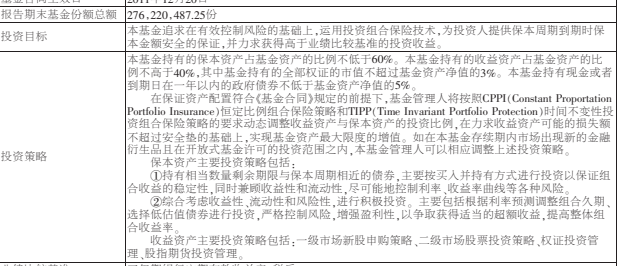 报告期末基金份额总额 276,220,487.25份
投资目标
本基金追求在有效控制风险的基础上,运用投资组合保险技术,为投资人提供保本周期到期时保
本金额安全的保证,并力求获得高于业绩比较基准的投资收益。
投资策略
本基金持有的保本资产占基金资产的比例不低于60%。本基金持有的收益资产占基金资产的比
例不高于40%,其中基金持有的全部权证的市值不超过基金资产净值的3%。本基金持有现金或者
到期日在一年以内的政府债券不低于基金资产净值的5%。
在保证资产配置符合《基金合同》规定的前提下,基金管理人将按照CPPI(Constant Proportation
Portfolio Insurance)恒定比例组合保险策略和TIPP(Time Invariant Portfolio Protection)时间不变性投
资组合保险策略的要求动态调整收益资产与保本资产的投资比例,在力求收益资产可能的损失额
不超过安全垫的基础上,实现基金资产最大限度的增值。如在本基金存续期内市场出现新的金融
衍生品且在开放式基金许可的投资范围之内,本基金管理人可以相应调整上述投资策略。
保本资产主要投资策略包括:
①持有相当数量剩余期限与保本周期相近的债券,主要按买入并持有方式进行投资以保证组
合收益的稳定性,同时兼顾收益性和流动性,尽可能地控制利率、收益率曲线等各种风险。
②综合考虑收益性、流动性和风险性,进行积极投资。主要包括根据利率预测调整组合久期、
选择低估值债券进行投资,严格控制风险,增强盈利性,以争取获得适当的超额收益,提高整体组
合收益率。
收益资产主要投资策略包括:一级市场新股申购策略、二级市场股票投资策略、权证投资管
理、股指期货投资管理。